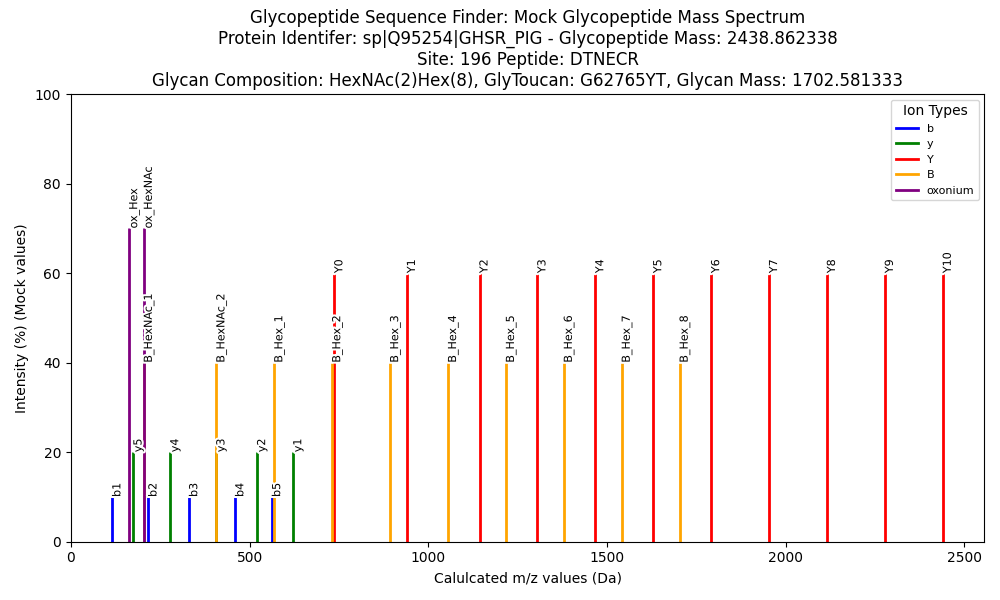 Glycopeptide Sequence Finder: Mock Glycopeptide Mass Spectrum
Protein Identifer: sp|Q95254|GHSR_PIG - Glycopeptide Mass: 2438.862338
Site: 196 Peptide: DTNECR
Glycan Composition: HexNAc(2)Hex(8), GlyToucan: G62765YT, Glycan Mass: 1702.581333
Intensity (%) (Mock values)
100
80
60
40
20
0
Ion Types
b
y
Y
B
oxonium
ox_Hex
ox_HexNAc
Y0
Y1
Y2
Y3
Y4
Y5
Y6
Y7
Y8
Y9
Y10
B_HexNAc_1
B_HexNAc_2
B_Hex_1
B_Hex_2
B_Hex_3
B_Hex_4
B_Hex_5
B_Hex_6
B_Hex_7
B_Hex_8
y5
y4
y3
y2
y1
b1
b2
b3
b4
b5
0
500
1000
1500
2000
2500
Calulcated m/z values (Da)